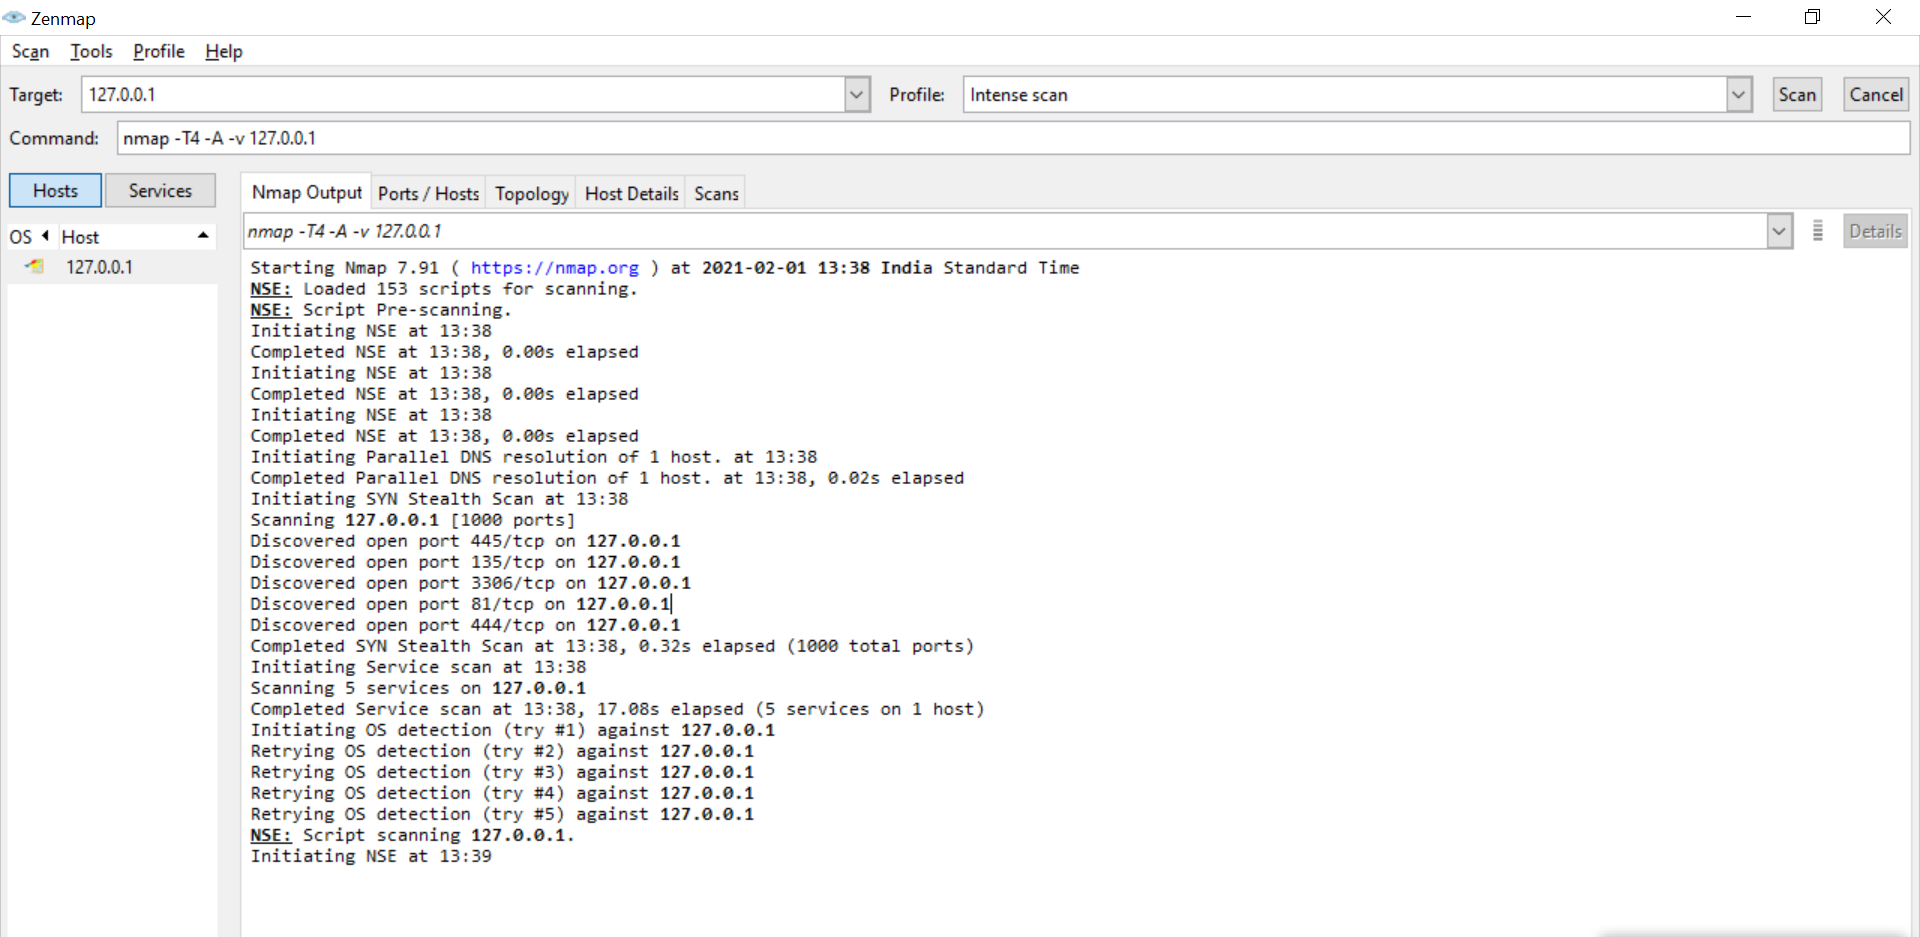 Zenmap
Scan Tools Profile Help
Target: 127.0.0.1 Profile: Intense scan Scan Cancel
Command: nmap -T4 -A -v 127.0.0.1
Hosts Services Nmap Output Ports / Hosts Topology Host Details Scans
nmap -T4 -A -v 127.0.0.1 Details
OS Host
127.0.0.1
Starting Nmap 7.91 ( https://nmap.org ) at 2021-02-01 13:38 India Standard Time
NSE: Loaded 153 scripts for scanning.
NSE: Script Pre-scanning.
Initiating NSE at 13:38
Completed NSE at 13:38, 0.00s elapsed
Initiating NSE at 13:38
Completed NSE at 13:38, 0.00s elapsed
Initiating NSE at 13:38
Completed NSE at 13:38, 0.00s elapsed
Initiating Parallel DNS resolution of 1 host. at 13:38
Completed Parallel DNS resolution of 1 host. at 13:38, 0.02s elapsed
Initiating SYN Stealth Scan at 13:38
Scanning 127.0.0.1 [1000 ports]
Discovered open port 445/tcp on 127.0.0.1
Discovered open port 135/tcp on 127.0.0.1
Discovered open port 3306/tcp on 127.0.0.1
Discovered open port 81/tcp on 127.0.0.1
Discovered open port 444/tcp on 127.0.0.1
Completed SYN Stealth Scan at 13:38, 0.32s elapsed (1000 total ports)
Initiating Service scan at 13:38
Scanning 5 services on 127.0.0.1
Completed Service scan at 13:38, 17.08s elapsed (5 services on 1 host)
Initiating OS detection (try #1) against 127.0.0.1
Retrying OS detection (try #2) against 127.0.0.1
Retrying OS detection (try #3) against 127.0.0.1
Retrying OS detection (try #4) against 127.0.0.1
Retrying OS detection (try #5) against 127.0.0.1
NSE: Script scanning 127.0.0.1.
Initiating NSE at 13:39